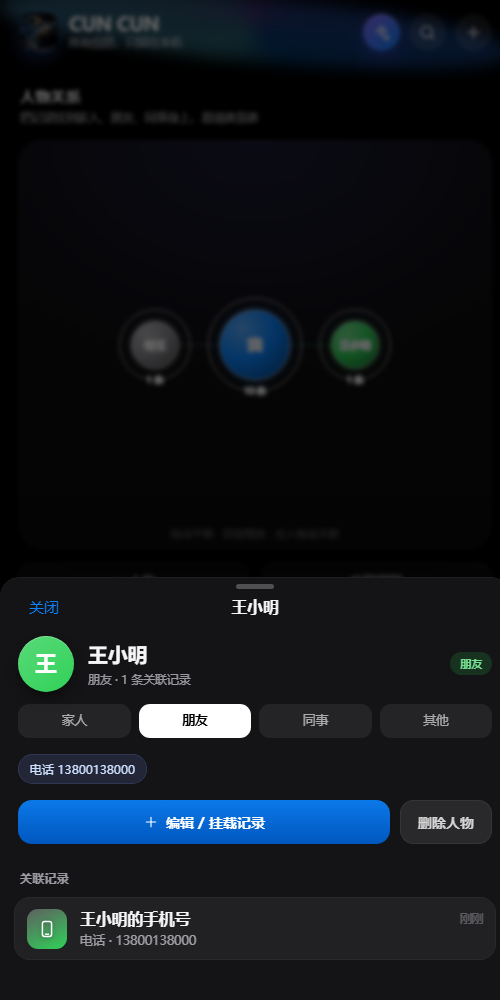 CUN CUN
人物关系
关闭
王小明
王
王小明
朋友
朋友 · 1 条关联记录
家人
朋友
同事
其他
电话 13800138000
＋ 编辑 / 挂载记录
删除人物
关联记录
王小明的手机号
刚刚
电话 · 13800138000